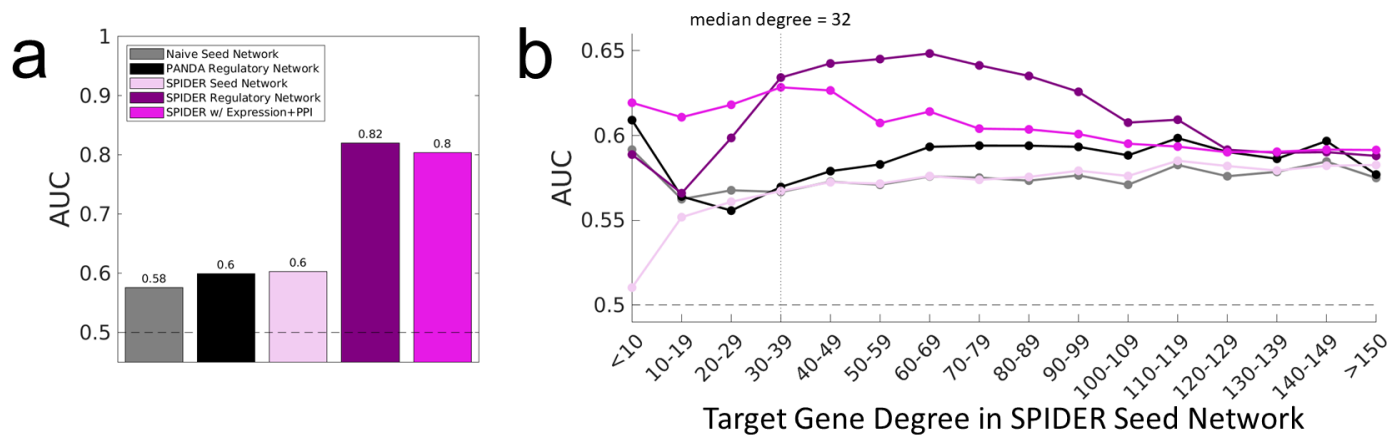 a
1
0.9
0.8
0.7
0.6
0.5
AUC
Naive Seed Network
PANDA Regulatory Network
SPIDER Seed Network
SPIDER Regulatory Network
SPIDER w/ Expression+PPI
0.58
0.6
0.6
0.82
0.8
b
median degree = 32
0.65
0.6
0.55
0.5
AUC
<10
10-19
20-29
30-39
40-49
50-59
60-69
70-79
80-89
90-99
100-109
110-119
120-129
130-139
140-149
>150
Target Gene Degree in SPIDER Seed Network